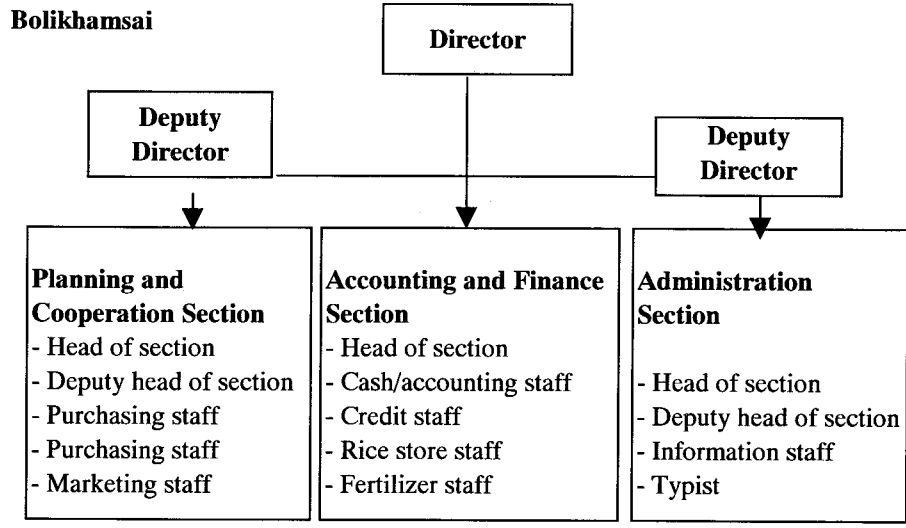 Bolikhamsai
Director
Deputy
Director
Deputy
Director
Planning and
Cooperation Section
- Head of section
- Deputy head of section
- Purchasing staff
- Purchasing staff
- Marketing staff
Accounting and Finance
Section
- Head of section
- Cash/accounting staff
- Credit staff
- Rice store staff
- Fertilizer staff
Administration
Section
- Head of section
- Deputy head of section
- Information staff
- Typist